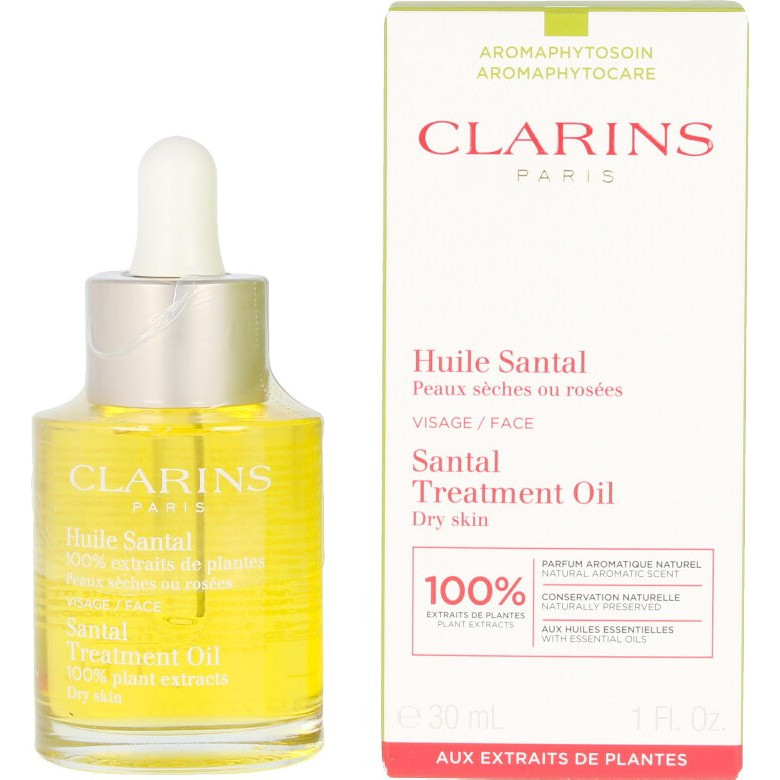 CLARINS
PARIS
Huile Santal
100% extraits de plantes
Peaux sèches ou rosées
VISAGE / FACE
Santal
Treatment Oil
100% plant extracts
Dry skin
AROMAPHYTOSOIN
AROMAPHYTOCARE
CLARINS
PARIS
Huile Santal
Peaux sèches ou rosées
VISAGE / FACE
Santal
Treatment Oil
Dry skin
100%
EXTRAITS DE PLANTES
PLANT EXTRACTS
PARFUM AROMATIQUE NATUREL
NATURAL AROMATIC SCENT
CONSERVATION NATURELLE
NATURALLY PRESERVED
AUX HUILES ESSENTIELLES
WITH ESSENTIAL OILS
℮ 30 mL 1 Fl. Oz.
AUX EXTRAITS DE PLANTES